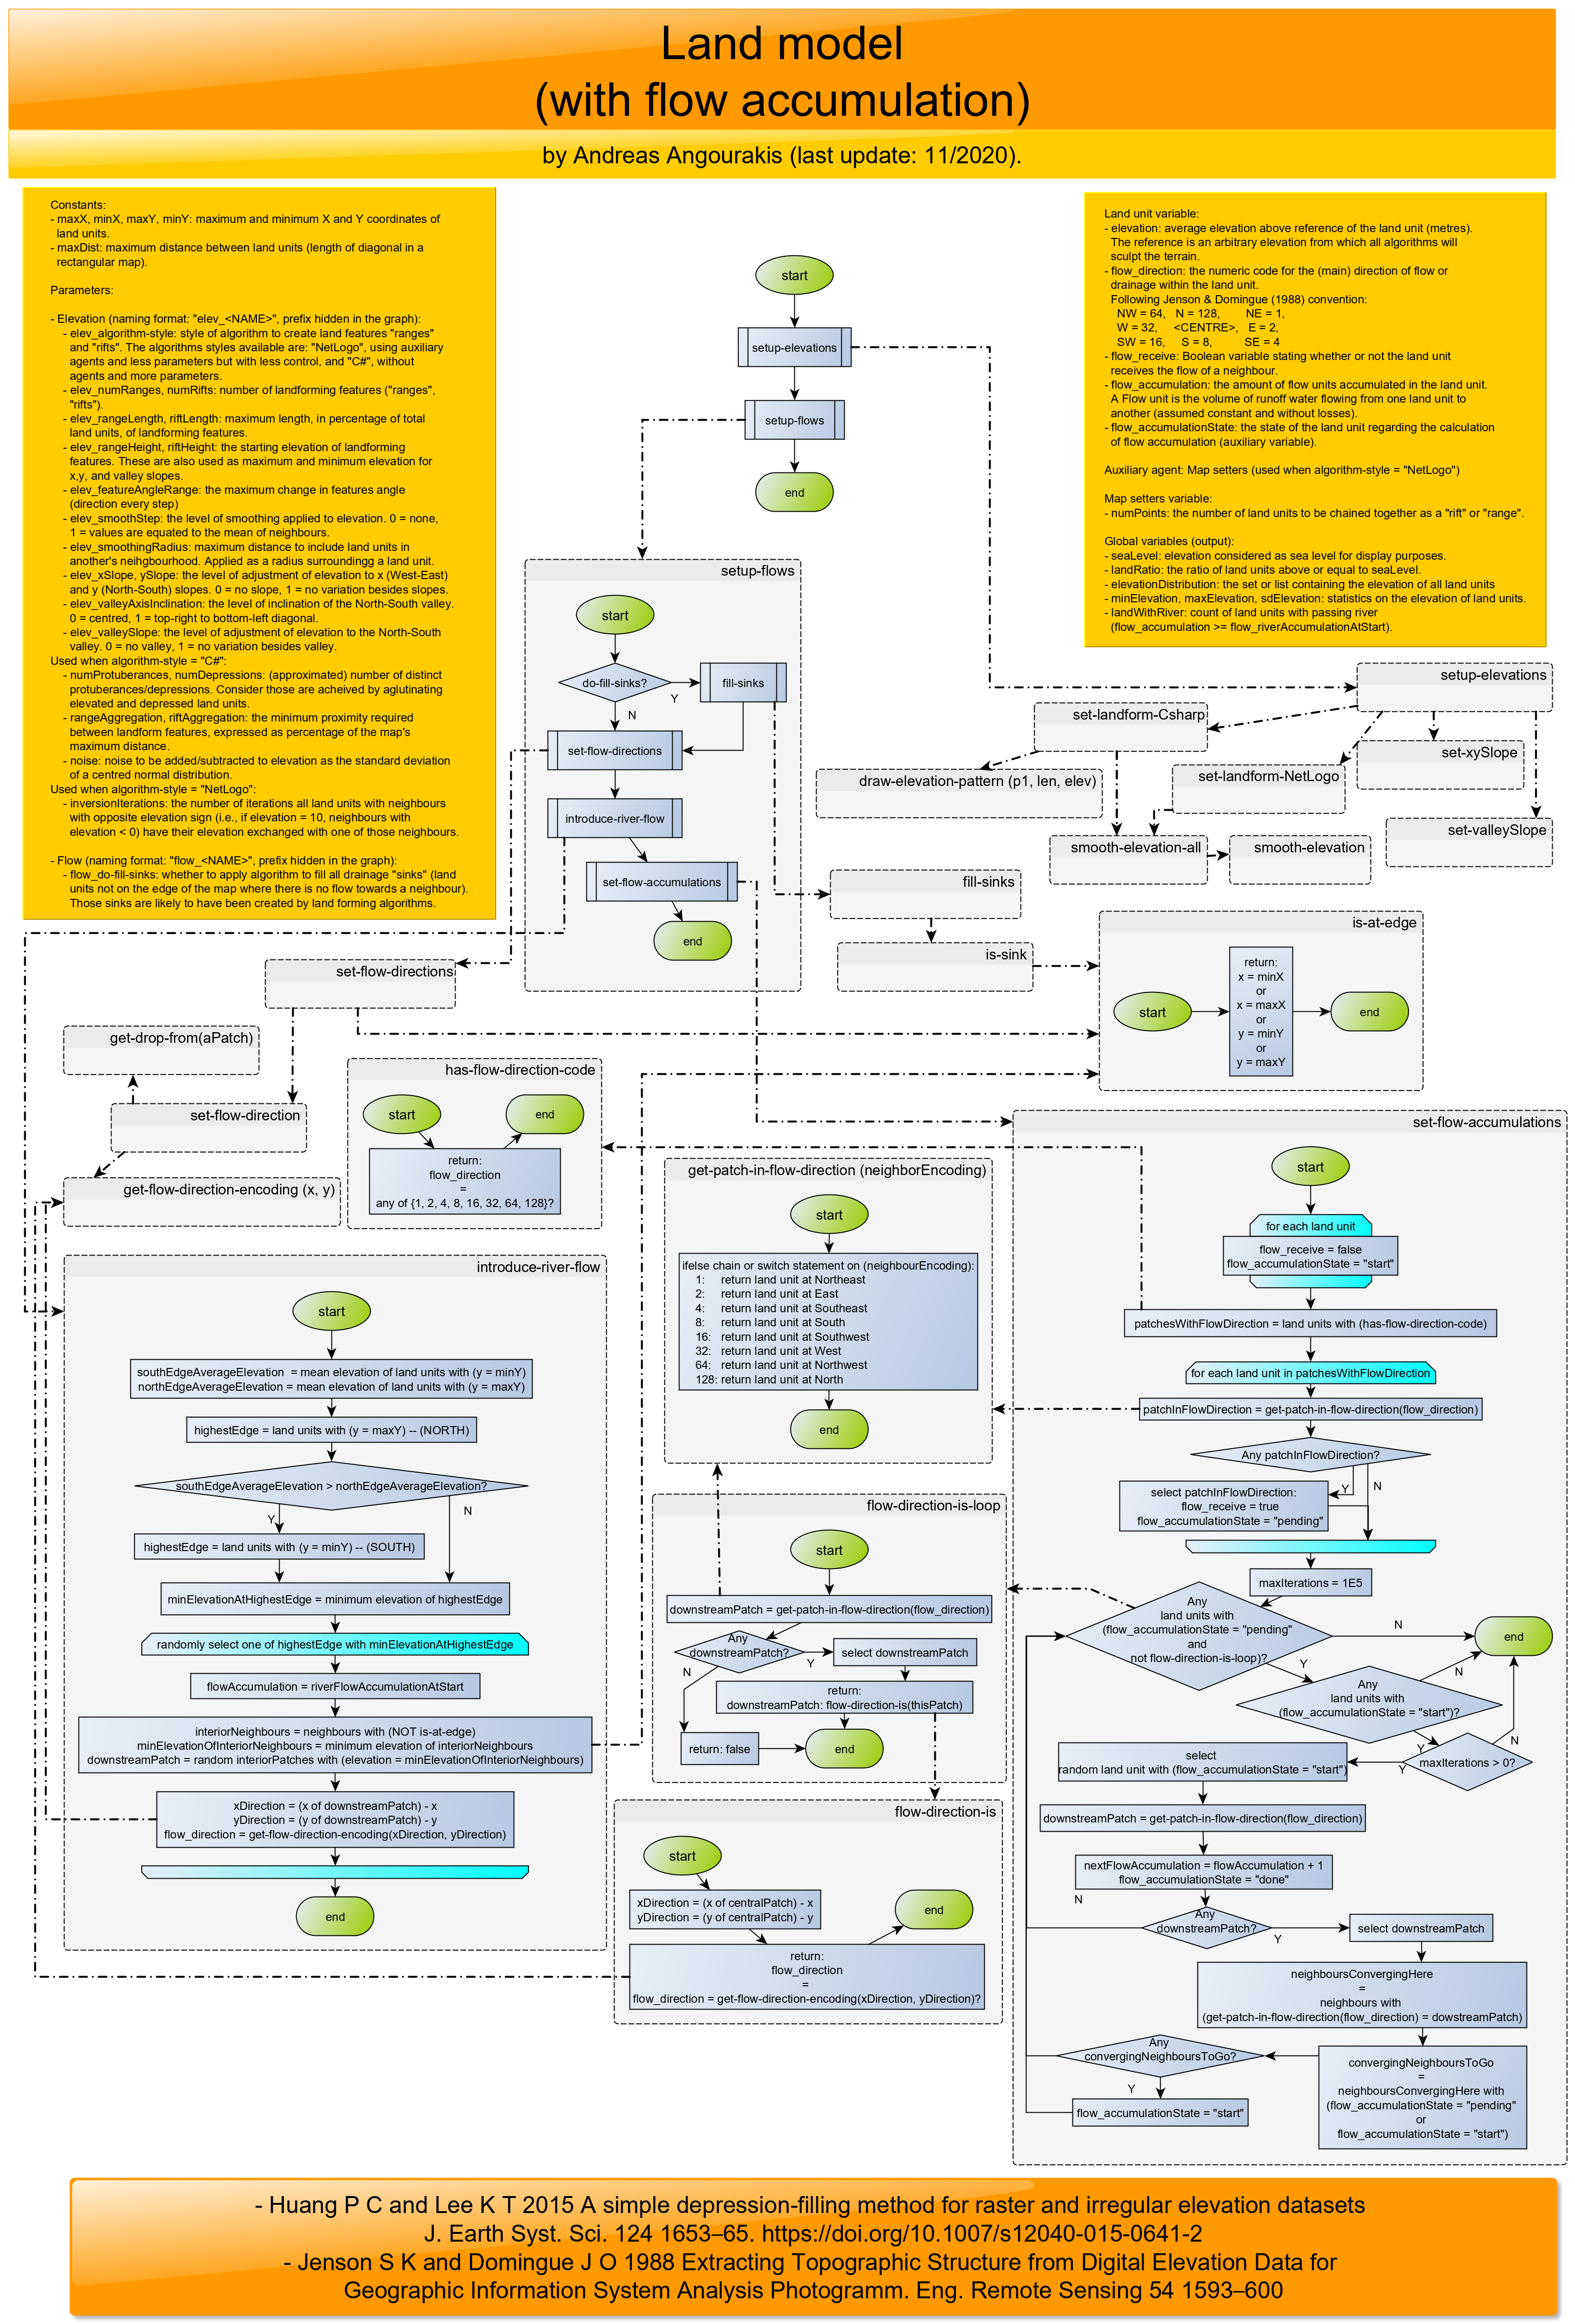 Land model
(with flow accumulation)
by Andreas Angourakis (last update: 11/2020).
Constants:
- maxX, minX, maxY, minY: maximum and minimum X and Y coordinates of
land units.
- maxDist: maximum distance between land units (length of diagonal in a
rectangular map).
Parameters:
- Elevation (naming format: "elev_<NAME>", prefix hidden in the graph):
- elev_algorithm-style: style of algorithm to create land features "ranges"
and "rifts". The algorithms styles available are: "NetLogo", using auxiliary
agents and less parameters but with less control, and "C#", without
agents and more parameters.
- elev_numRanges, numRifts: number of landforming features ("ranges",
"rifts").
- elev_rangeLength, riftLength: maximum length, in percentage of total
land units, of landforming features.
- elev_rangeHeight, riftHeight: the starting elevation of landforming
features. These are also used as maximum and minimum elevation for
x,y, and valley slopes.
- elev_featureAngleRange: the maximum change in features angle
(direction every step)
- elev_smoothStep: the level of smoothing applied to elevation. 0 = none,
1 = values are equated to the mean of neighbours.
- elev_smoothingRadius: maximum distance to include land units in
another's neihgbourhood. Applied as a radius surroundingg a land unit.
- elev_xSlope, ySlope: the level of adjustment of elevation to x (West-East)
and y (North-South) slopes. 0 = no slope, 1 = no variation besides slopes.
- elev_valleyAxisInclination: the level of inclination of the North-South valley.
0 = centred, 1 = top-right to bottom-left diagonal.
- elev_valleySlope: the level of adjustment of elevation to the North-South
valley. 0 = no valley, 1 = no variation besides valley.
Used when algorithm-style = "C#":
- numProtuberances, numDepressions: (approximated) number of distinct
protuberances/depressions. Consider those are acheived by aglutinating
elevated and depressed land units.
- rangeAggregation, riftAggregation: the minimum proximity required
between landform features, expressed as percentage of the map's
maximum distance.
- noise: noise to be added/subtracted to elevation as the standard deviation
of a centred normal distribution.
Used when algorithm-style = "NetLogo":
- inversionIterations: the number of iterations all land units with neighbours
with opposite elevation sign (i.e., if elevation = 10, neighbours with
elevation < 0) have their elevation exchanged with one of those neighbours.
- Flow (naming format: "flow_<NAME>", prefix hidden in the graph):
- flow_do-fill-sinks: whether to apply algorithm to fill all drainage "sinks" (land
units not on the edge of the map where there is no flow towards a neighbour).
Those sinks are likely to have been created by land forming algorithms.
Land unit variable:
- elevation: average elevation above reference of the land unit (metres).
The reference is an arbitrary elevation from which all algorithms will
sculpt the terrain.
- flow_direction: the numeric code for the (main) direction of flow or
drainage within the land unit.
Following Jenson & Domingue (1988) convention:
NW = 64, N = 128, NE = 1,
W = 32, <CENTRE>, E = 2,
SW = 16, S = 8, SE = 4
- flow_receive: Boolean variable stating whether or not the land unit
receives the flow of a neighbour.
- flow_accumulation: the amount of flow units accumulated in the land unit.
A Flow unit is the volume of runoff water flowing from one land unit to
another (assumed constant and without losses).
- flow_accumulationState: the state of the land unit regarding the calculation
of flow accumulation (auxiliary variable).
Auxiliary agent: Map setters (used when algorithm-style = "NetLogo")
Map setters variable:
- numPoints: the number of land units to be chained together as a "rift" or "range".
Global variables (output):
- seaLevel: elevation considered as sea level for display purposes.
- landRatio: the ratio of land units above or equal to seaLevel.
- elevationDistribution: the set or list containing the elevation of all land units
- minElevation, maxElevation, sdElevation: statistics on the elevation of land units.
- landWithRiver: count of land units with passing river
(flow_accumulation >= flow_riverAccumulationAtStart).
start
setup-elevations
setup-flows
end
setup-flows
start
do-fill-sinks?
Y
N
fill-sinks
set-flow-directions
introduce-river-flow
set-flow-accumulations
end
setup-elevations
set-landform-Csharp
set-xySlope
draw-elevation-pattern (p1, len, elev)
set-landform-NetLogo
set-valleySlope
smooth-elevation-all
smooth-elevation
fill-sinks
is-sink
is-at-edge
start
return:
x = minX
or
x = maxX
or
y = minY
or
y = maxY
end
set-flow-directions
get-drop-from(aPatch)
set-flow-direction
get-flow-direction-encoding (x, y)
has-flow-direction-code
start
end
return:
flow_direction
=
any of {1, 2, 4, 8, 16, 32, 64, 128}?
get-patch-in-flow-direction (neighborEncoding)
start
ifelse chain or switch statement on (neighbourEncoding):
1: return land unit at Northeast
2: return land unit at East
4: return land unit at Southeast
8: return land unit at South
16: return land unit at Southwest
32: return land unit at West
64: return land unit at Northwest
128: return land unit at North
end
introduce-river-flow
start
southEdgeAverageElevation = mean elevation of land units with (y = minY)
northEdgeAverageElevation = mean elevation of land units with (y = maxY)
highestEdge = land units with (y = maxY) -- (NORTH)
southEdgeAverageElevation > northEdgeAverageElevation?
Y
N
highestEdge = land units with (y = minY) -- (SOUTH)
minElevationAtHighestEdge = minimum elevation of highestEdge
randomly select one of highestEdge with minElevationAtHighestEdge
flowAccumulation = riverFlowAccumulationAtStart
interiorNeighbours = neighbours with (NOT is-at-edge)
minElevationOfInteriorNeighbours = minimum elevation of interiorNeighbours
downstreamPatch = random interiorPatches with (elevation = minElevationOfInteriorNeighbours)
xDirection = (x of downstreamPatch) - x
yDirection = (y of downstreamPatch) - y
flow_direction = get-flow-direction-encoding(xDirection, yDirection)
end
flow-direction-is-loop
start
downstreamPatch = get-patch-in-flow-direction(flow_direction)
Any
downstreamPatch?
Y
N
select downstreamPatch
return:
downstreamPatch: flow-direction-is(thisPatch)
return: false
end
flow-direction-is
start
xDirection = (x of centralPatch) - x
yDirection = (y of centralPatch) - y
end
return:
flow_direction
=
flow_direction = get-flow-direction-encoding(xDirection, yDirection)?
set-flow-accumulations
start
for each land unit
flow_receive = false
flow_accumulationState = "start"
patchesWithFlowDirection = land units with (has-flow-direction-code)
for each land unit in patchesWithFlowDirection
patchInFlowDirection = get-patch-in-flow-direction(flow_direction)
Any patchInFlowDirection?
Y
N
select patchInFlowDirection:
flow_receive = true
flow_accumulationState = "pending"
maxIterations = 1E5
Any
land units with
(flow_accumulationState = "pending"
and
not flow-direction-is-loop)?
N
Y
end
Any
land units with
(flow_accumulationState = "start")?
N
Y
maxIterations > 0?
N
Y
select
random land unit with (flow_accumulationState = "start")
downstreamPatch = get-patch-in-flow-direction(flow_direction)
nextFlowAccumulation = flowAccumulation + 1
flow_accumulationState = "done"
N
Any
downstreamPatch?
Y
select downstreamPatch
neighboursConvergingHere
=
neighbours with
(get-patch-in-flow-direction(flow_direction) = dowstreamPatch)
Any
convergingNeighboursToGo?
Y
convergingNeighboursToGo
=
neighboursConvergingHere with
(flow_accumulationState = "pending"
or
flow_accumulationState = "start")
flow_accumulationState = "start"
- Huang P C and Lee K T 2015 A simple depression-filling method for raster and irregular elevation datasets
J. Earth Syst. Sci. 124 1653–65. https://doi.org/10.1007/s12040-015-0641-2
- Jenson S K and Domingue J O 1988 Extracting Topographic Structure from Digital Elevation Data for
Geographic Information System Analysis Photogramm. Eng. Remote Sensing 54 1593–600